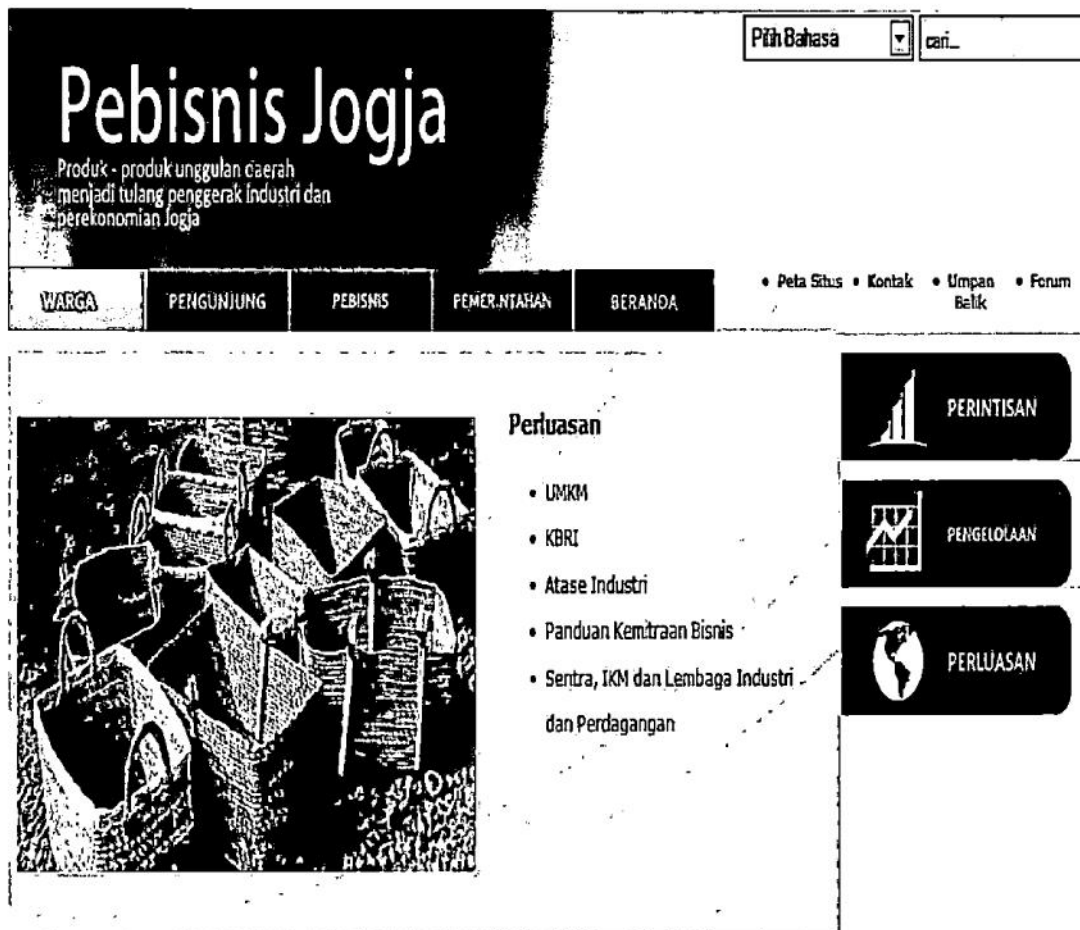 Pilih Bahasa
cari_
Pebisnis Jogja
Produk - produk unggulan daerah
menjadi tulang penggerak industri dan
perekonomian Jogja
WARGA
PENGUNJUNG
PEBISNIS
PEMERINTAHAN
BERANDA
• Peta Situs • Kontak • Umpan Balik • Forum
Perluasan
• UMKM
• KBRI
• Atase Industri
• Panduan Kemitraan Bisnis
• Sentra, IKM dan Lembaga Industri
dan Perdagangan
PERINTISAN
PENGELOLAAN
PERLUASAN